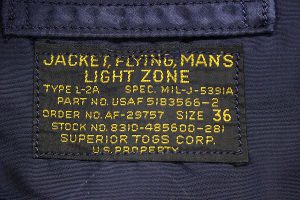 JACKET, FLYING, MAN'S
LIGHT ZONE
TYPE L-2A SPEC. MIL-J-5391A
PART NO. USAF 51B3566-2
ORDER NO. AF-29757 SIZE 36
STOCK NO. 8310-485600-281
SUPERIOR TOGS CORP.
U.S. PROPERTY